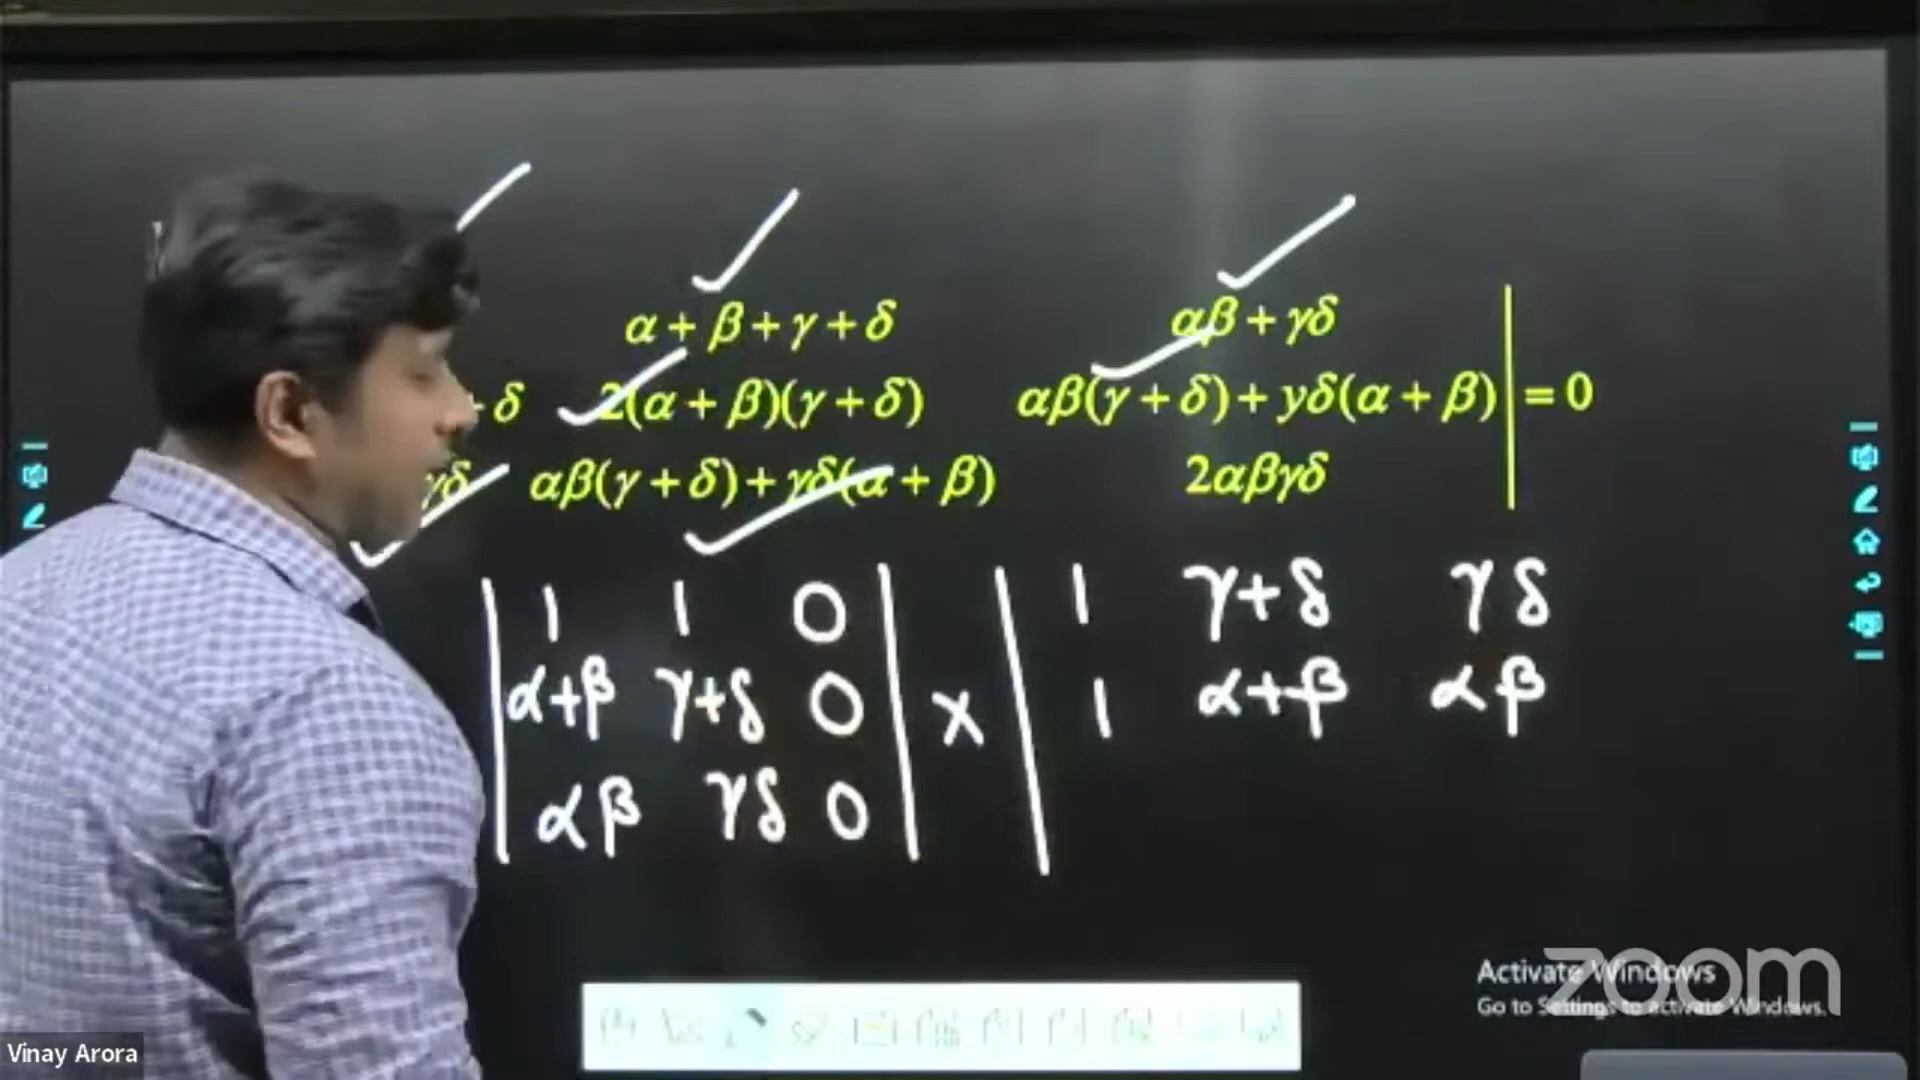 α + β + γ + δ αβ + γδ
+ δ 2(α + β)(γ + δ) αβ(γ + δ) + yδ(α + β) = 0
γδ αβ(γ + δ) + γδ(α + β) 2αβγδ
1 1 0 1 γ+δ γδ
α+β γ+δ 0 × 1 α+β αβ
αβ γδ 0
Activate Windows
zoom
Go to Settings to activate Windows.
Vinay Arora